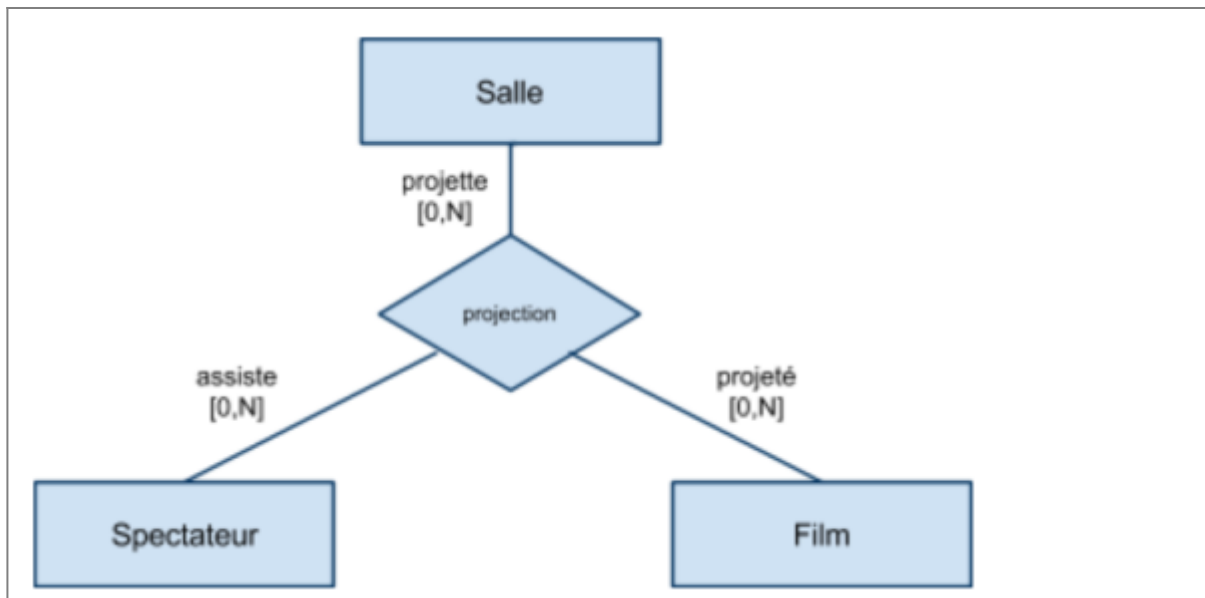 Salle
projette
[0,N]
projection
assiste
[0,N]
projeté
[0,N]
Spectateur
Film